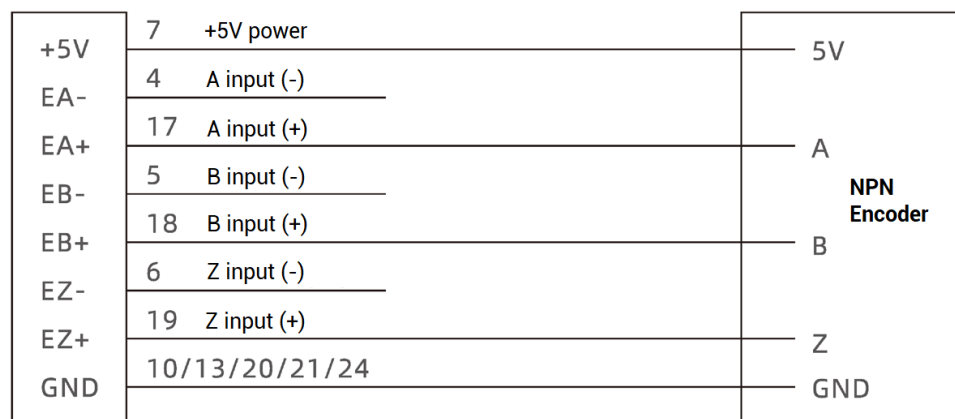 +5V 7 +5V power 5V
EA- 4 A input (-)
EA+ 17 A input (+) A
EB- 5 B input (-)
NPN
Encoder
EB+ 18 B input (+) B
EZ- 6 Z input (-)
EZ+ 19 Z input (+) Z
GND 10/13/20/21/24 GND